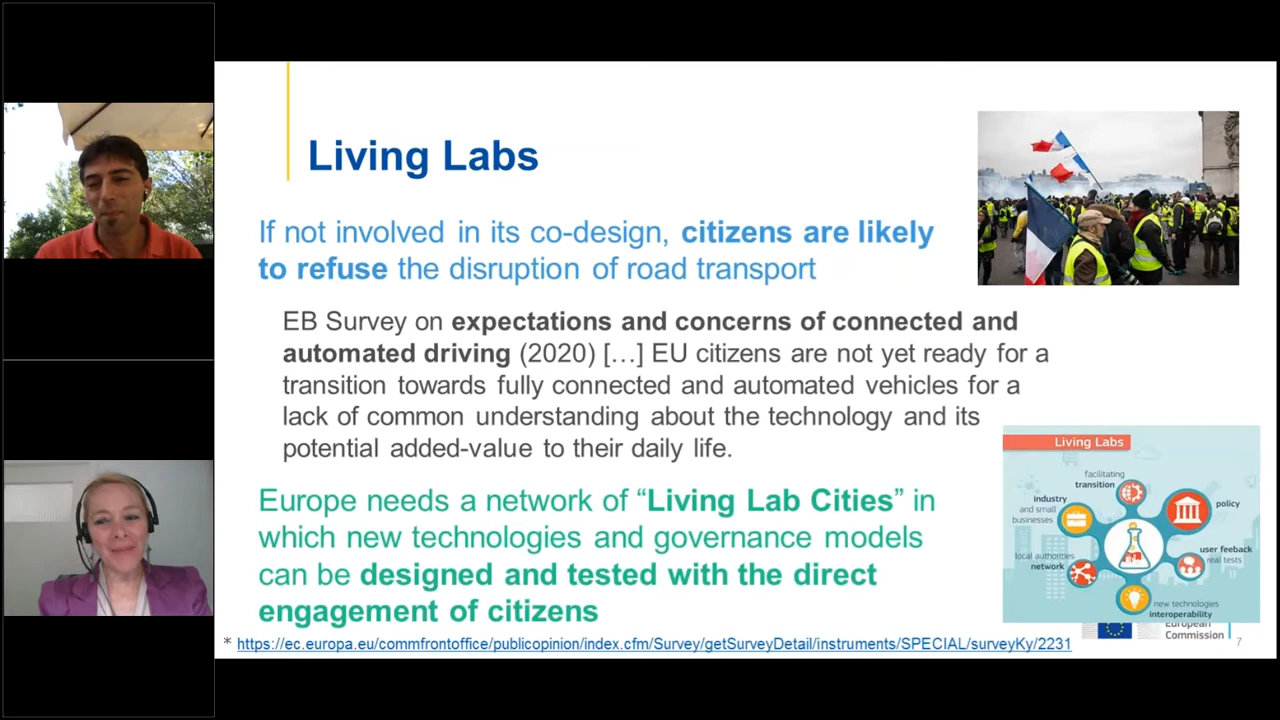 Living Labs
If not involved in its co-design, citizens are likely
to refuse the disruption of road transport
EB Survey on expectations and concerns of connected and
automated driving (2020) […] EU citizens are not yet ready for a
transition towards fully connected and automated vehicles for a
lack of common understanding about the technology and its
potential added-value to their daily life.
Europe needs a network of “Living Lab Cities” in
which new technologies and governance models
can be designed and tested with the direct
engagement of citizens
* https://ec.europa.eu/commfrontoffice/publicopinion/index.cfm/Survey/getSurveyDetail/instruments/SPECIAL/surveyKy/2231
Living Labs
facilitating
transition
industry
and small
businesses
policy
local authorities
network
user feeback
real tests
new technologies
interoperability
European
Commission
7